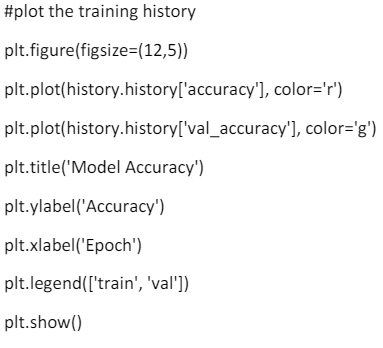 #plot the training history
plt.figure(figsize=(12,5))
plt.plot(history.history['accuracy'], color='r')
plt.plot(history.history['val_accuracy'], color='g')
plt.title('Model Accuracy')
plt.ylabel('Accuracy')
plt.xlabel('Epoch')
plt.legend(['train', 'val'])
plt.show()